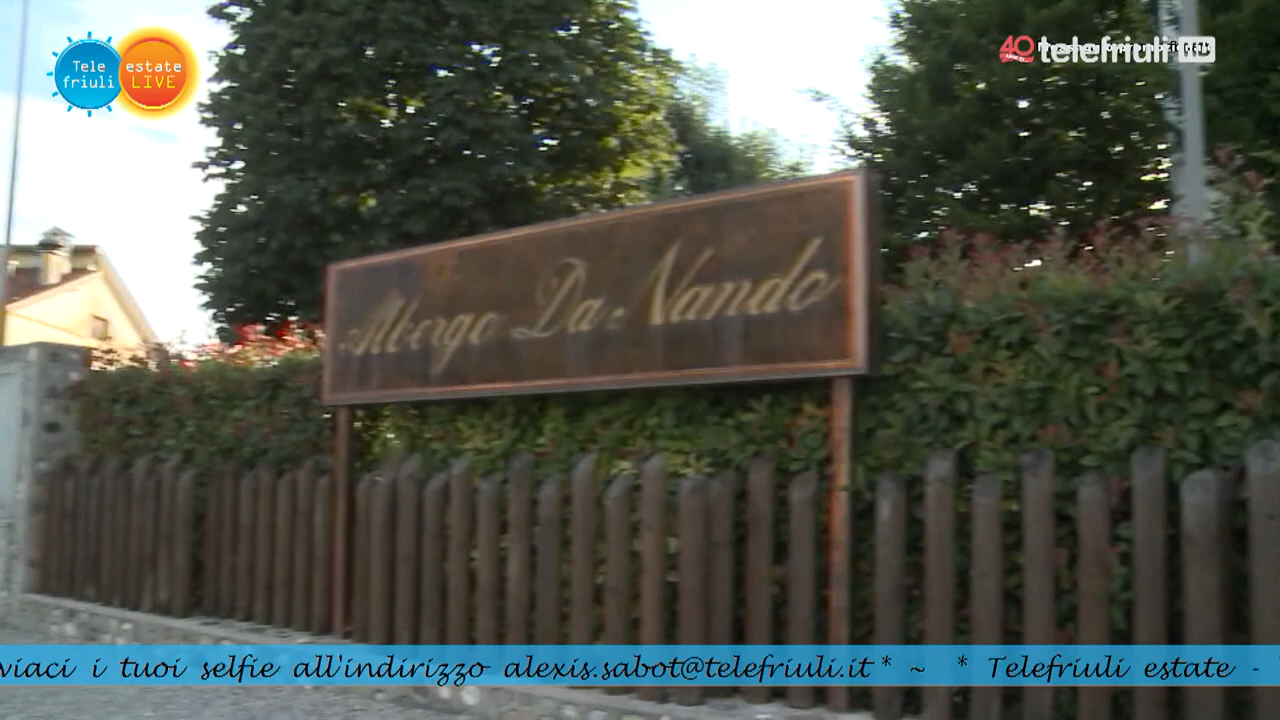 Tele
friuli
estate
LIVE
40
telefriuli
Albergo Da Nando
viaci i tuoi selfie all'indirizzo alexis.sabot@telefriuli.it * ~ * Telefriuli estate -